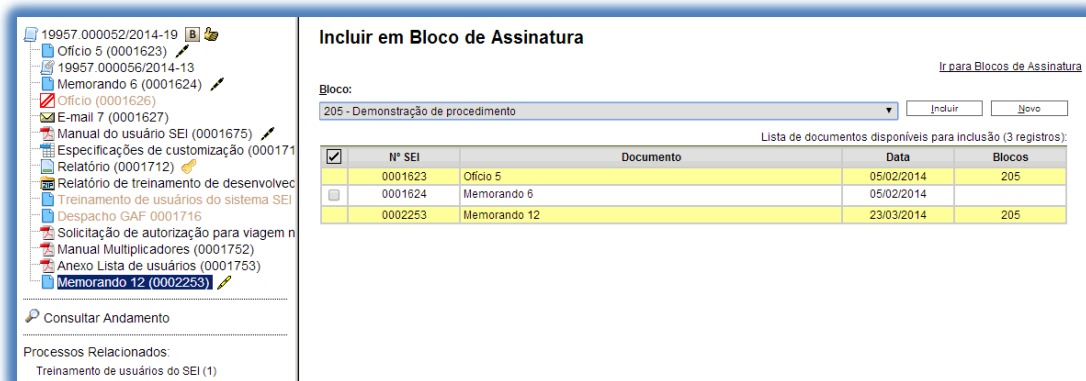 19957.000052/2014-19 B
Ofício 5 (0001623)
19957.000056/2014-13
Memorando 6 (0001624)
Ofício (0001626)
E-mail 7 (0001627)
Manual do usuário SEI (0001675)
Especificações de customização (000171
Relatório (0001712)
ZIP Relatório de treinamento de desenvolvec
Treinamento de usuários do sistema SEI
Despacho GAF 0001716
Solicitação de autorização para viagem n
Manual Multiplicadores (0001752)
Anexo Lista de usuários (0001753)
Memorando 12 (0002253)
Consultar Andamento
Processos Relacionados:
Treinamento de usuários do SEI (1)
Incluir em Bloco de Assinatura
Ir para Blocos de Assinatura
Bloco:
205 - Demonstração de procedimento Incluir Novo
Lista de documentos disponíveis para inclusão (3 registros):
Nº SEI Documento Data Blocos
0001623 Ofício 5 05/02/2014 205
0001624 Memorando 6 05/02/2014
0002253 Memorando 12 23/03/2014 205